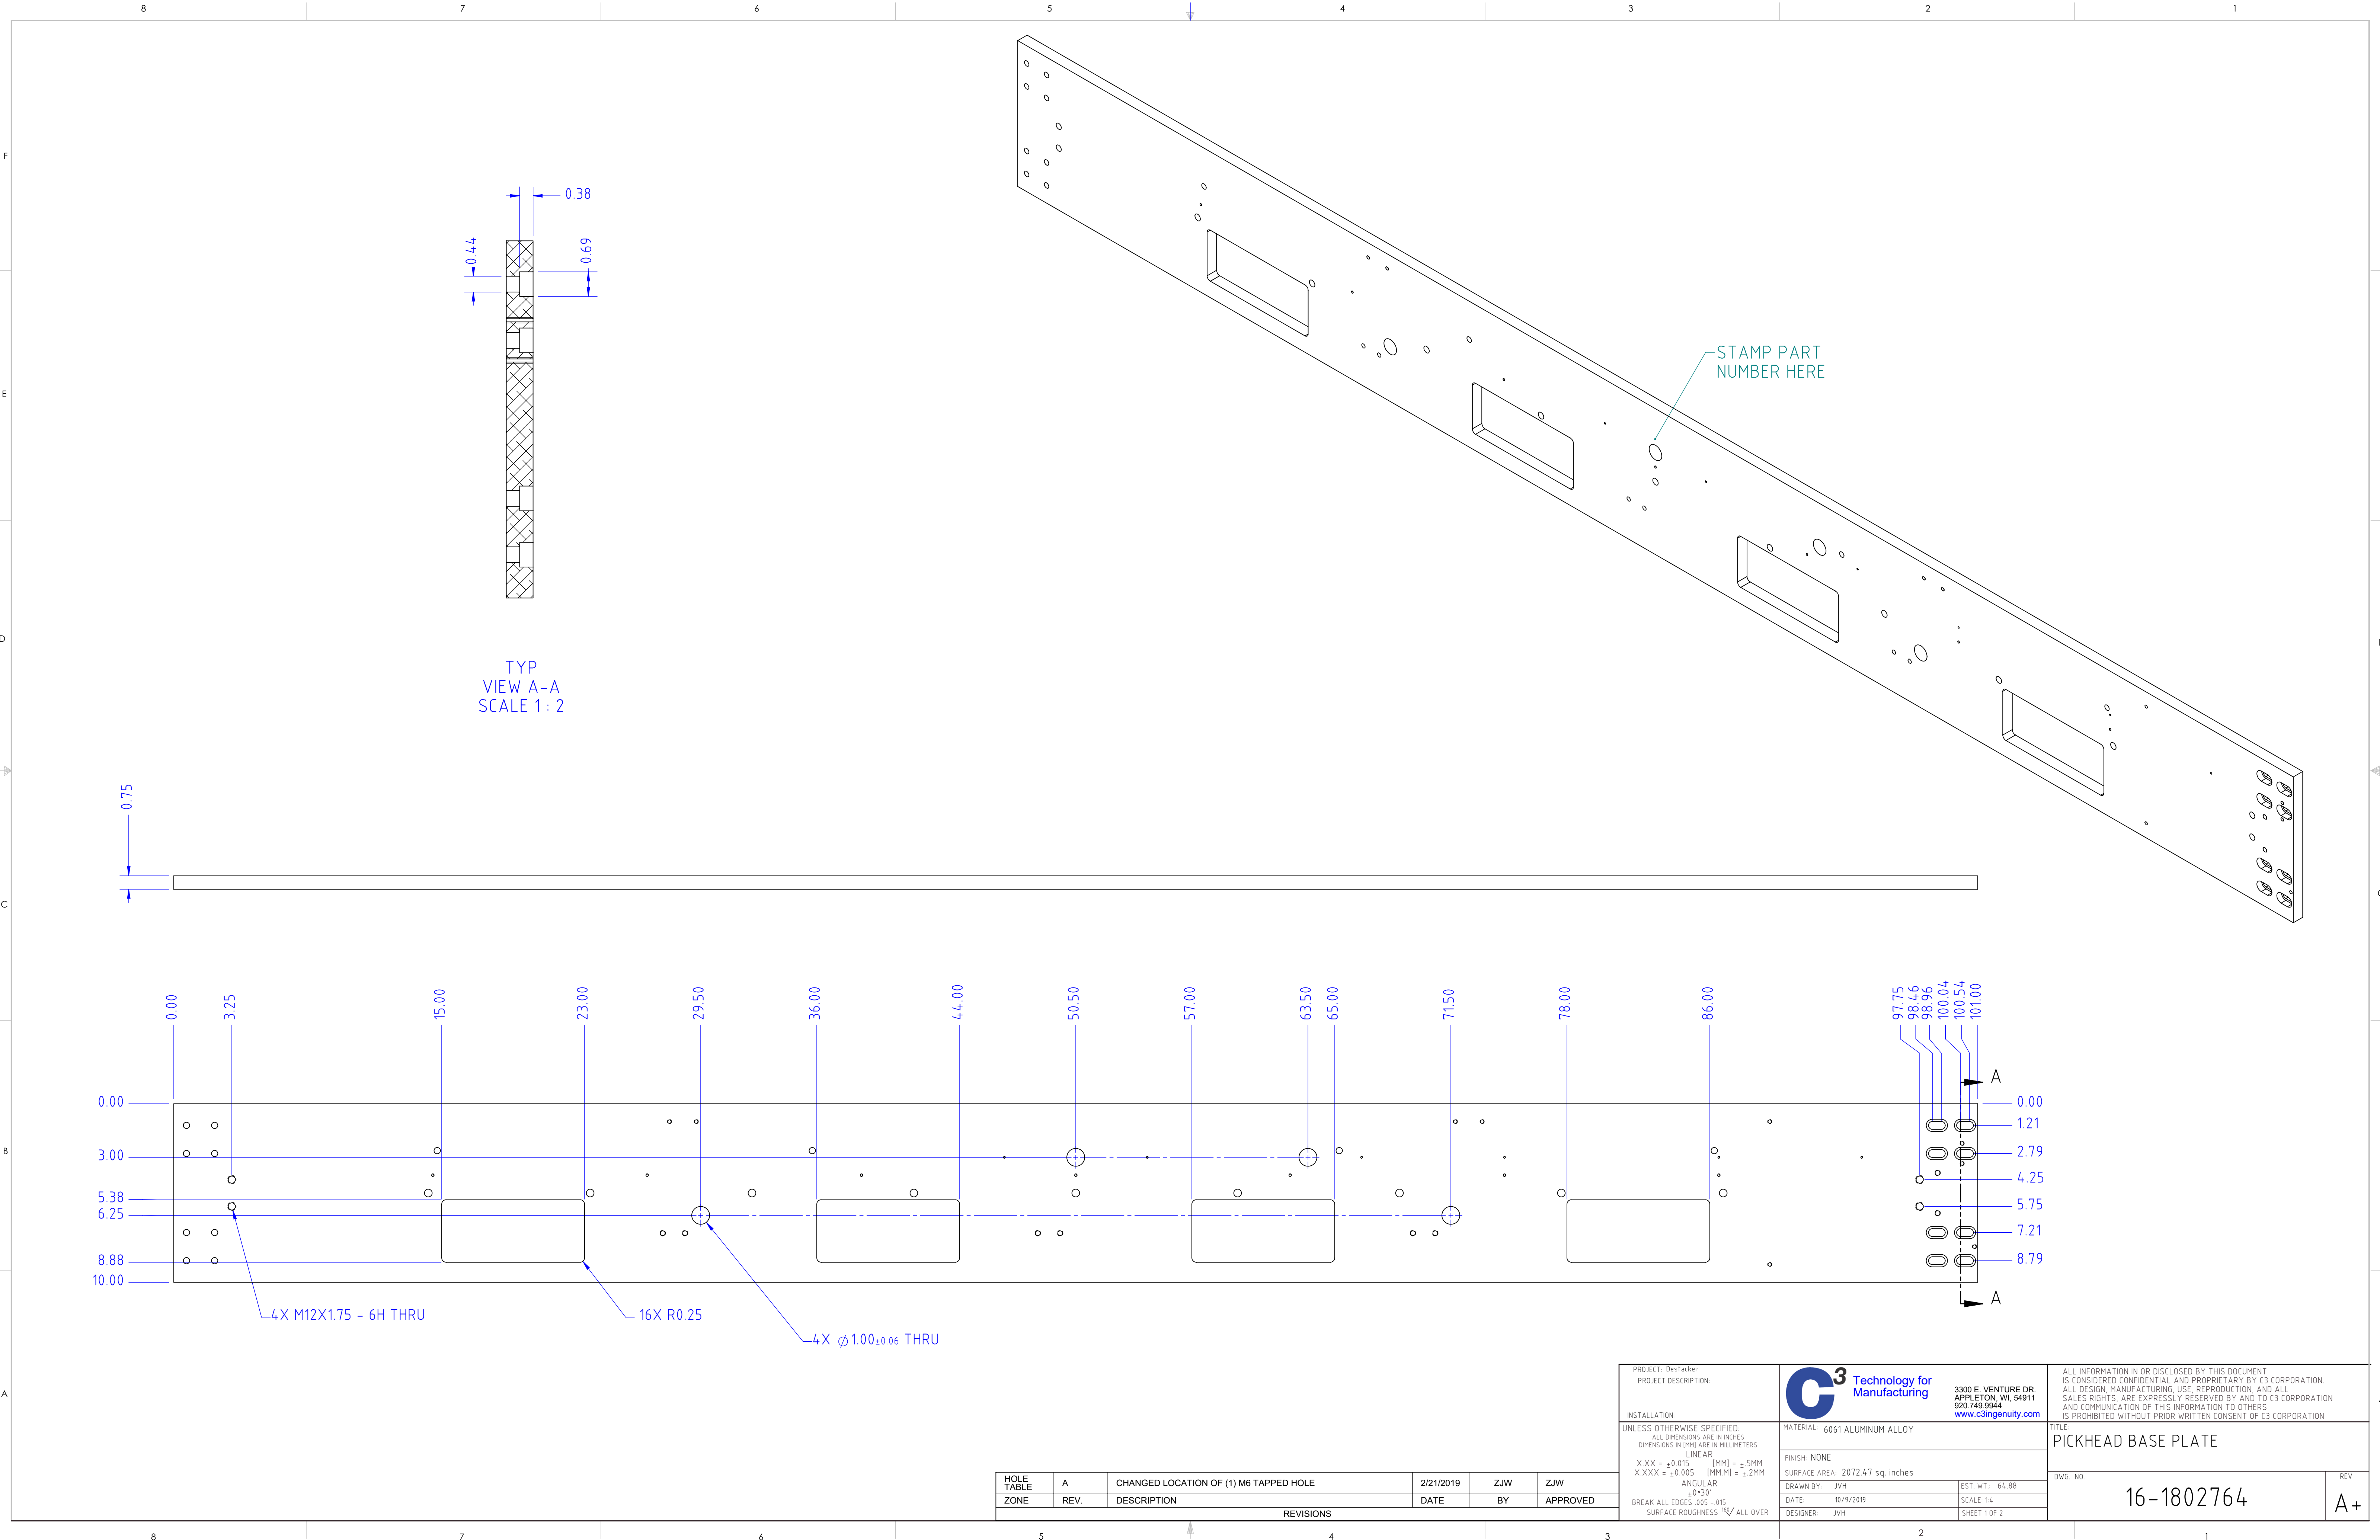 8 7 6 5 4 3 2 1
F
E
D
C
B
A
0.38
0.44
0.69
TYP
VIEW A-A
SCALE 1 : 2
STAMP PART
NUMBER HERE
0.75
0.00
3.25
15.00
23.00
29.50
36.00
44.00
50.50
57.00
63.50
65.00
71.50
78.00
86.00
97.75
98.46
98.96
100.04
100.54
101.00
A
0.00
3.00
5.38
6.25
8.88
10.00
0.00
1.21
2.79
4.25
5.75
7.21
8.79
A
4X M12X1.75 - 6H THRU
16X R0.25
4X ⌀1.00±0.06 THRU
HOLE TABLE A CHANGED LOCATION OF (1) M6 TAPPED HOLE 2/21/2019 ZJW ZJW
ZONE REV. DESCRIPTION DATE BY APPROVED
REVISIONS
PROJECT: Destacker
PROJECT DESCRIPTION:
INSTALLATION:
UNLESS OTHERWISE SPECIFIED:
ALL DIMENSIONS ARE IN INCHES
DIMENSIONS IN [MM] ARE IN MILLIMETERS
LINEAR
X.XX = ±0.015 [MM] = ± .5MM
X.XXX = ±0.005 [MM.M] = ± .2MM
ANGULAR
±0°30'
BREAK ALL EDGES .005 -.015
SURFACE ROUGHNESS 160 ALL OVER
C3 Technology for
Manufacturing
3300 E. VENTURE DR.
APPLETON, WI, 54911
920.749.9944
www.c3ingenuity.com
MATERIAL: 6061 ALUMINUM ALLOY
FINISH: NONE
SURFACE AREA: 2072.47 sq. inches
DRAWN BY: JVH EST. WT.: 64.88
DATE: 10/9/2019 SCALE: 1:4
DESIGNER: JVH SHEET 1 OF 2
ALL INFORMATION IN OR DISCLOSED BY THIS DOCUMENT
IS CONSIDERED CONFIDENTIAL AND PROPRIETARY BY C3 CORPORATION.
ALL DESIGN, MANUFACTURING, USE, REPRODUCTION, AND ALL
SALES RIGHTS, ARE EXPRESSLY RESERVED BY AND TO C3 CORPORATION
AND COMMUNICATION OF THIS INFORMATION TO OTHERS
IS PROHIBITED WITHOUT PRIOR WRITTEN CONSENT OF C3 CORPORATION
TITLE:
PICKHEAD BASE PLATE
DWG. NO. REV
16-1802764 A+
8 7 6 5 4 3 2 1